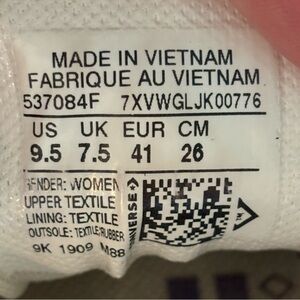 MADE IN VIETNAM
FABRIQUE AU VIETNAM
537084F 7XVWGLJK00776
US UK EUR CM
9.5 7.5 41 26
GENDER: WOMEN
UPPER TEXTILE
LINING: TEXTILE
OUTSOLE: TEXTILE/RUBBER
9K 1909 M88
VERSE